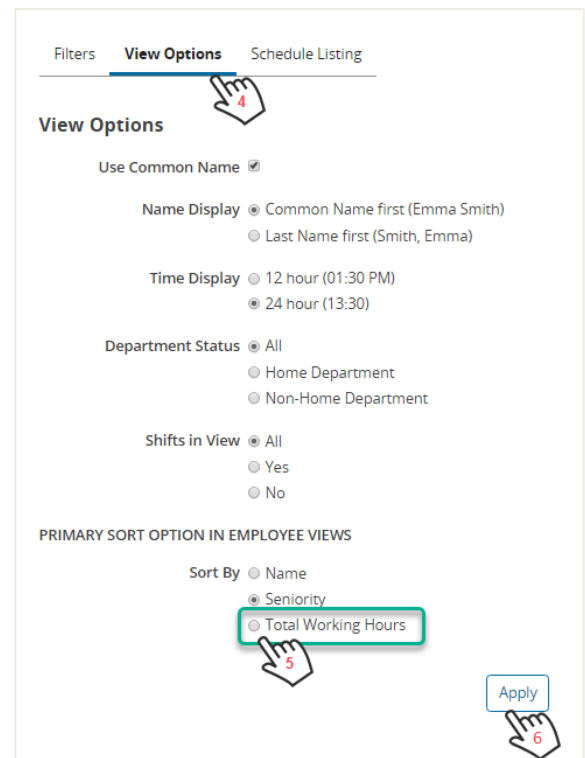 Filters View Options Schedule Listing
4
View Options
Use Common Name
Name Display Common Name first (Emma Smith)
Last Name first (Smith, Emma)
Time Display 12 hour (01:30 PM)
24 hour (13:30)
Department Status All
Home Department
Non-Home Department
Shifts in View All
Yes
No
PRIMARY SORT OPTION IN EMPLOYEE VIEWS
Sort By Name
Seniority
Total Working Hours
5
Apply
6